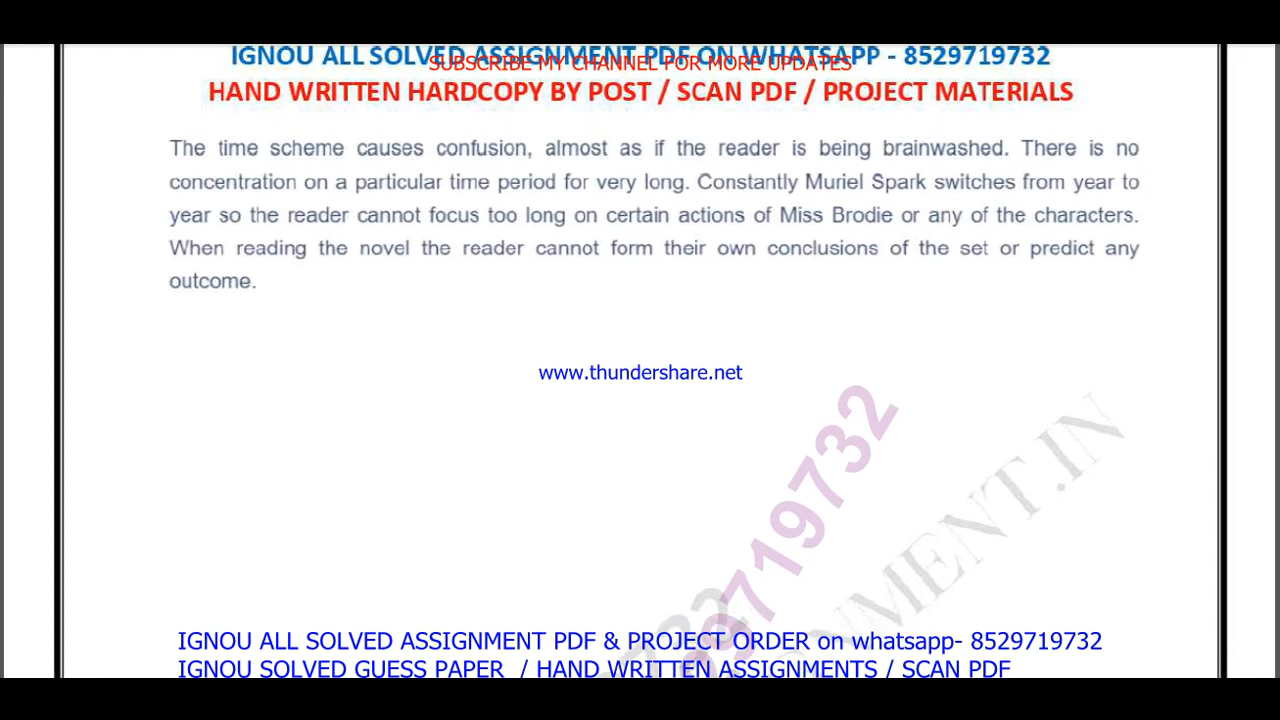 IGNOU ALL SOLVED ASSIGNMENT PDF ON WHATSAPP - 8529719732
SUBSCRIBE MY CHANNEL FOR MORE UPDATES
HAND WRITTEN HARDCOPY BY POST / SCAN PDF / PROJECT MATERIALS
The time scheme causes confusion, almost as if the reader is being brainwashed. There is no
concentration on a particular time period for very long. Constantly Muriel Spark switches from year to
year so the reader cannot focus too long on certain actions of Miss Brodie or any of the characters.
When reading the novel the reader cannot form their own conclusions of the set or predict any
outcome.
www.thundershare.net
9719732
NMENT.IN
IGNOU ALL SOLVED ASSIGNMENT PDF & PROJECT ORDER on whatsapp- 8529719732
IGNOU SOLVED GUESS PAPER / HAND WRITTEN ASSIGNMENTS / SCAN PDF